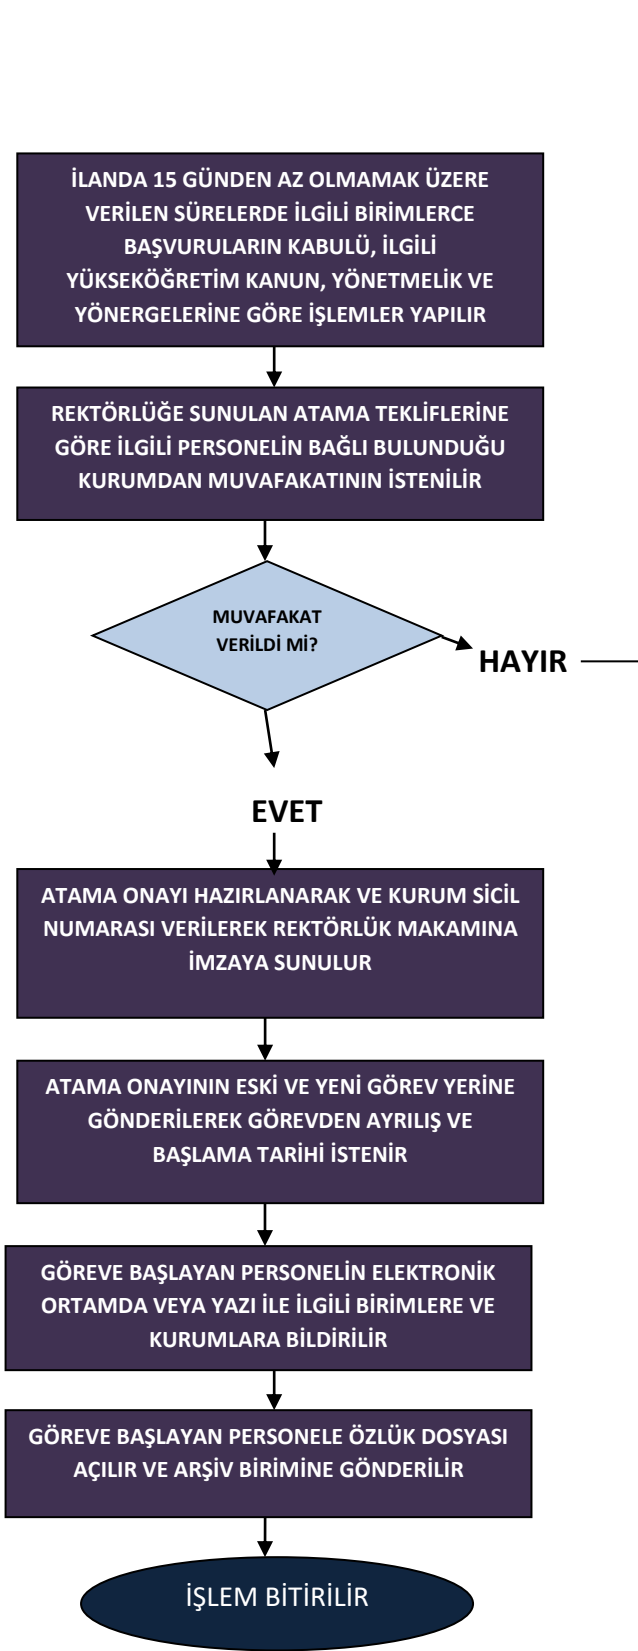 İLANDA 15 GÜNDEN AZ OLMAMAK ÜZERE
VERİLEN SÜRELERDE İLGİLİ BİRİMLERCE
BAŞVURULARIN KABULÜ, İLGİLİ
YÜKSEKÖĞRETİM KANUN, YÖNETMELİK VE
YÖNERGELERİNE GÖRE İŞLEMLER YAPILIR
REKTÖRLÜĞE SUNULAN ATAMA TEKLİFLERİNE
GÖRE İLGİLİ PERSONELİN BAĞLI BULUNDUĞU
KURUMDAN MUVAFAKATININ İSTENİLİR
MUVAFAKAT
VERİLDİ Mİ?
HAYIR
EVET
ATAMA ONAYI HAZIRLANARAK VE KURUM SİCİL
NUMARASI VERİLEREK REKTÖRLÜK MAKAMINA
İMZAYA SUNULUR
ATAMA ONAYININ ESKİ VE YENİ GÖREV YERİNE
GÖNDERİLEREK GÖREVDEN AYRILIŞ VE
BAŞLAMA TARİHİ İSTENİR
GÖREVE BAŞLAYAN PERSONELİN ELEKTRONİK
ORTAMDA VEYA YAZI İLE İLGİLİ BİRİMLERE VE
KURUMLARA BİLDİRİLİR
GÖREVE BAŞLAYAN PERSONELE ÖZLÜK DOSYASI
AÇILIR VE ARŞİV BİRİMİNE GÖNDERİLİR
İŞLEM BİTİRİLİR